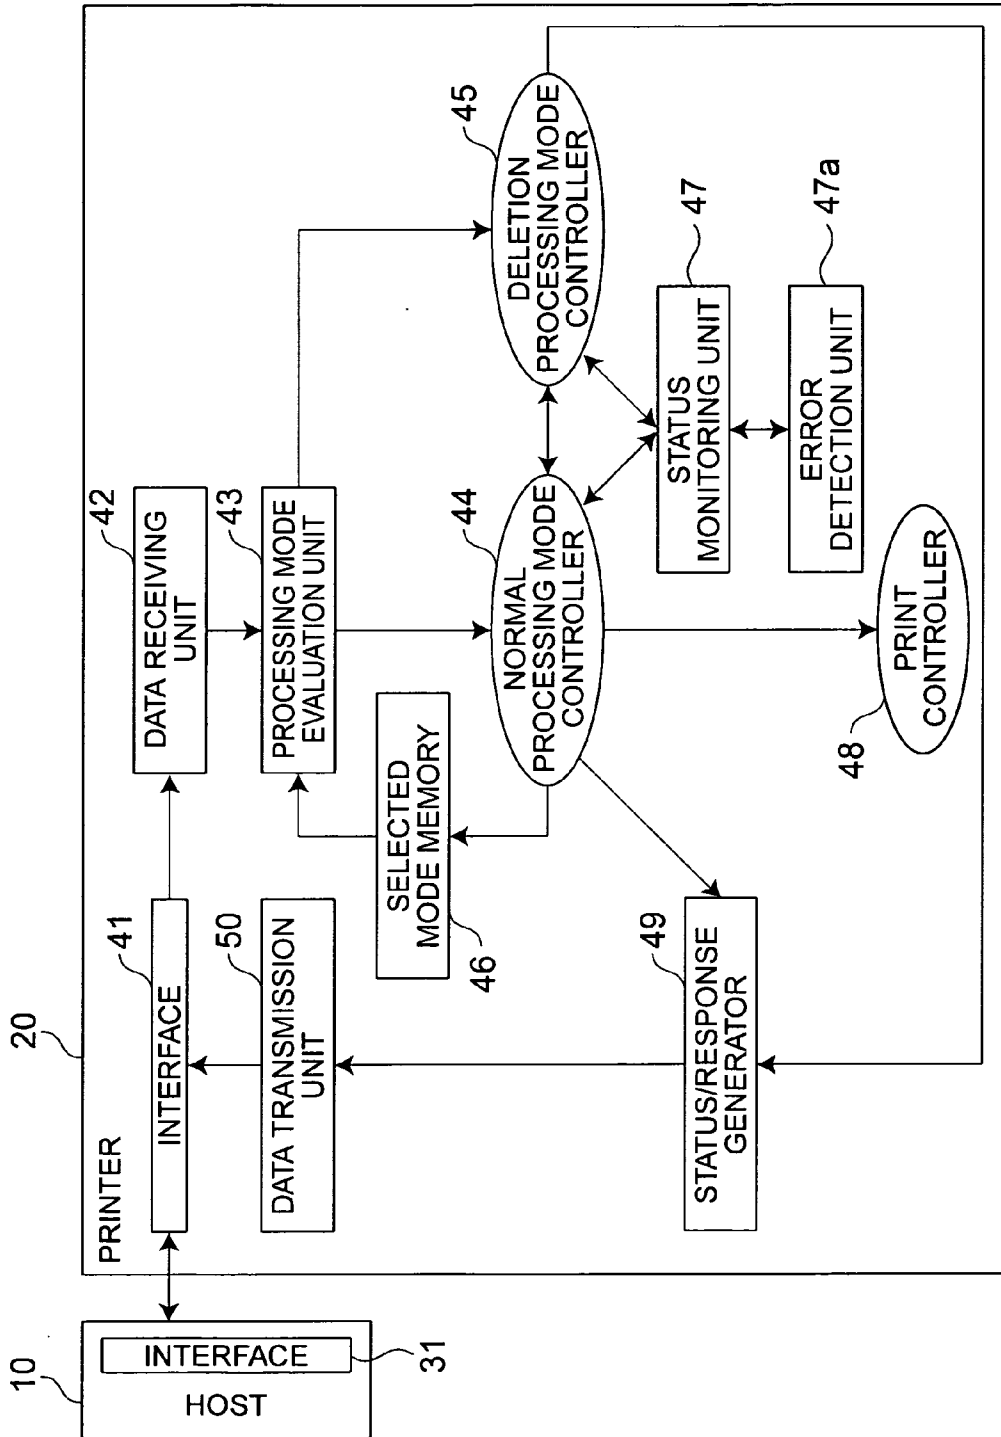 10
INTERFACE
31
HOST
20
PRINTER
INTERFACE
41
DATA TRANSMISSION
UNIT
50
STATUS/RESPONSE
GENERATOR
49
DATA RECEIVING
UNIT
42
PROCESSING MODE
EVALUATION UNIT
43
SELECTED
MODE MEMORY
46
NORMAL
PROCESSING MODE
CONTROLLER
44
DELETION
PROCESSING MODE
CONTROLLER
45
STATUS
MONITORING UNIT
47
ERROR
DETECTION UNIT
47a
PRINT
CONTROLLER
48